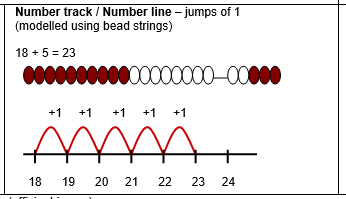 Number track / Number line – jumps of 1
(modelled using bead strings)
18 + 5 = 23
+1 +1 +1 +1 +1
18 19 20 21 22 23 24